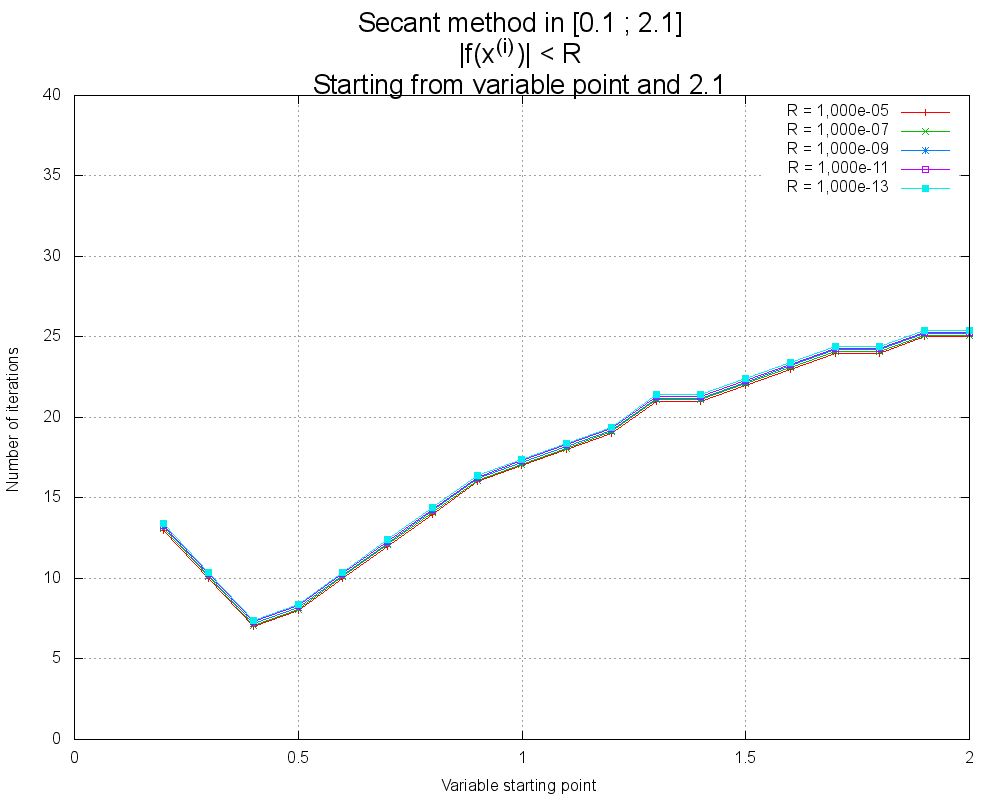 Secant method in [0.1 ; 2.1]
|f(x^(i))| < R
Starting from variable point and 2.1
40
35
30
25
20
15
10
5
0
Number of iterations
R = 1,000e-05
R = 1,000e-07
R = 1,000e-09
R = 1,000e-11
R = 1,000e-13
0 0.5 1 1.5 2
Variable starting point